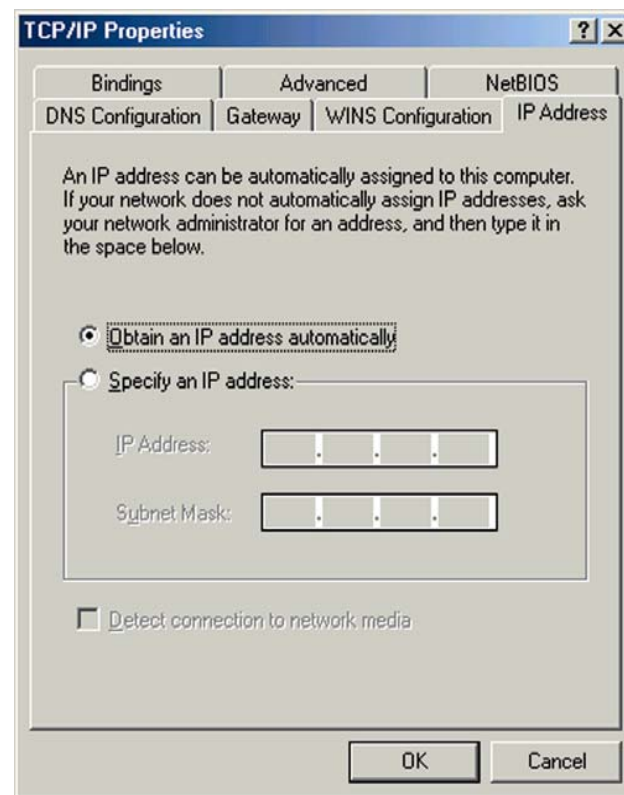 TCP/IP Properties
? X
Bindings Advanced NetBIOS
DNS Configuration Gateway WINS Configuration IP Address
An IP address can be automatically assigned to this computer.
If your network does not automatically assign IP addresses, ask
your network administrator for an address, and then type it in
the space below.
Obtain an IP address automatically
Specify an IP address:
IP Address: . . .
Subnet Mask: . . .
Detect connection to network media
OK Cancel